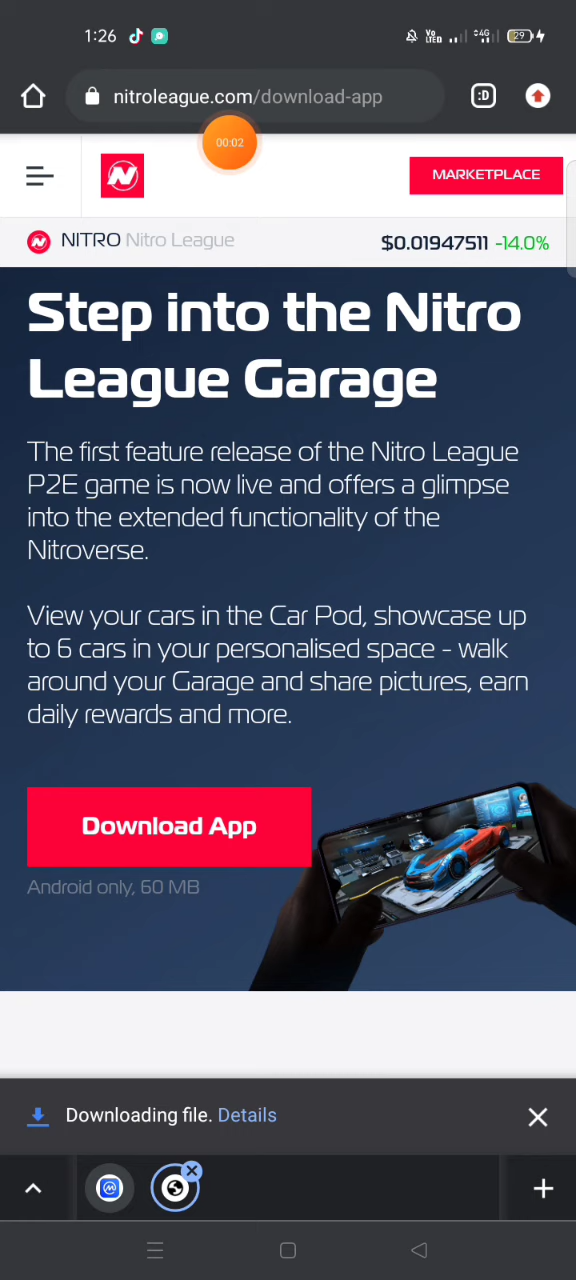 1:26
Vo LTED
4G
29
nitroleague.com/download-app
:D
00:02
N
MARKETPLACE
NITRO Nitro League
$0.01947511 -14.0%
Step into the Nitro
League Garage
The first feature release of the Nitro League
P2E game is now live and offers a glimpse
into the extended functionality of the
Nitroverse.
View your cars in the Car Pod, showcase up
to 6 cars in your personalised space - walk
around your Garage and share pictures, earn
daily rewards and more.
Download App
Android only, 60 MB
Downloading file. Details